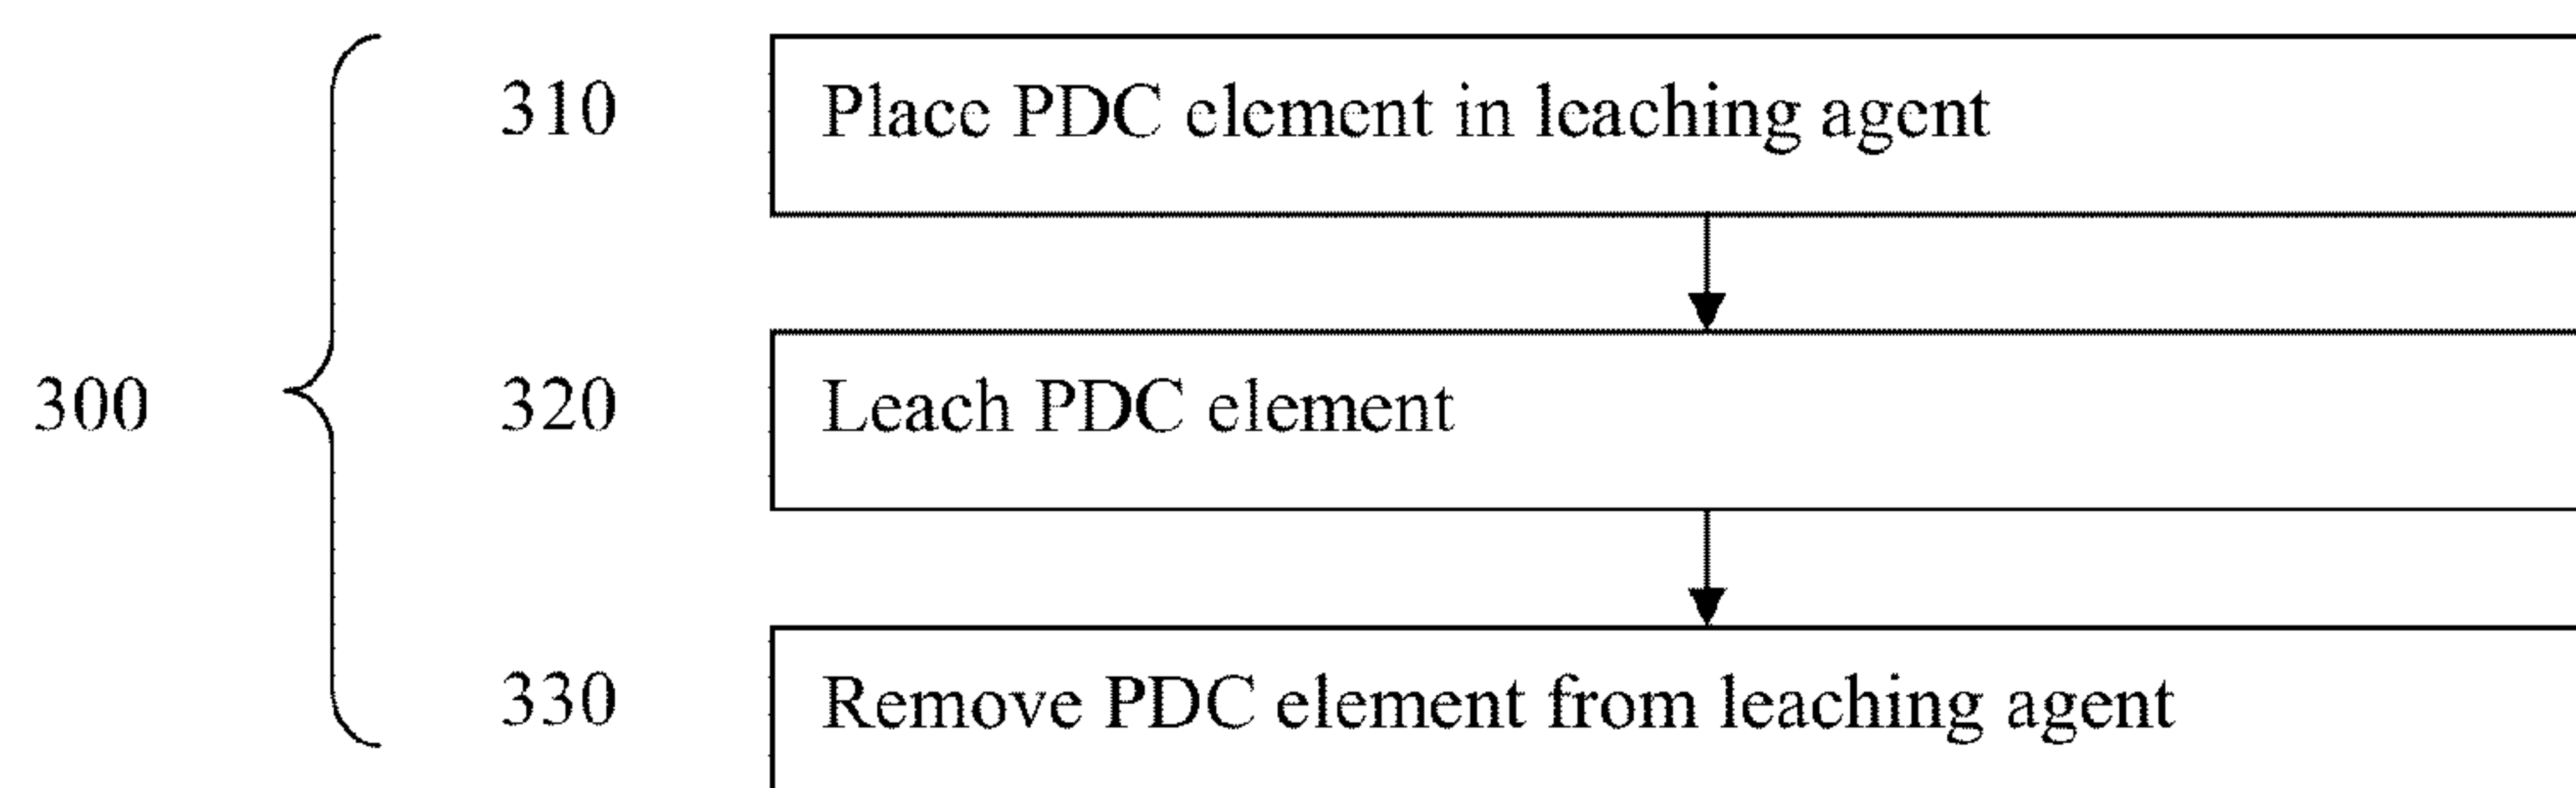 310 Place PDC element in leaching agent
300 320 Leach PDC element
330 Remove PDC element from leaching agent